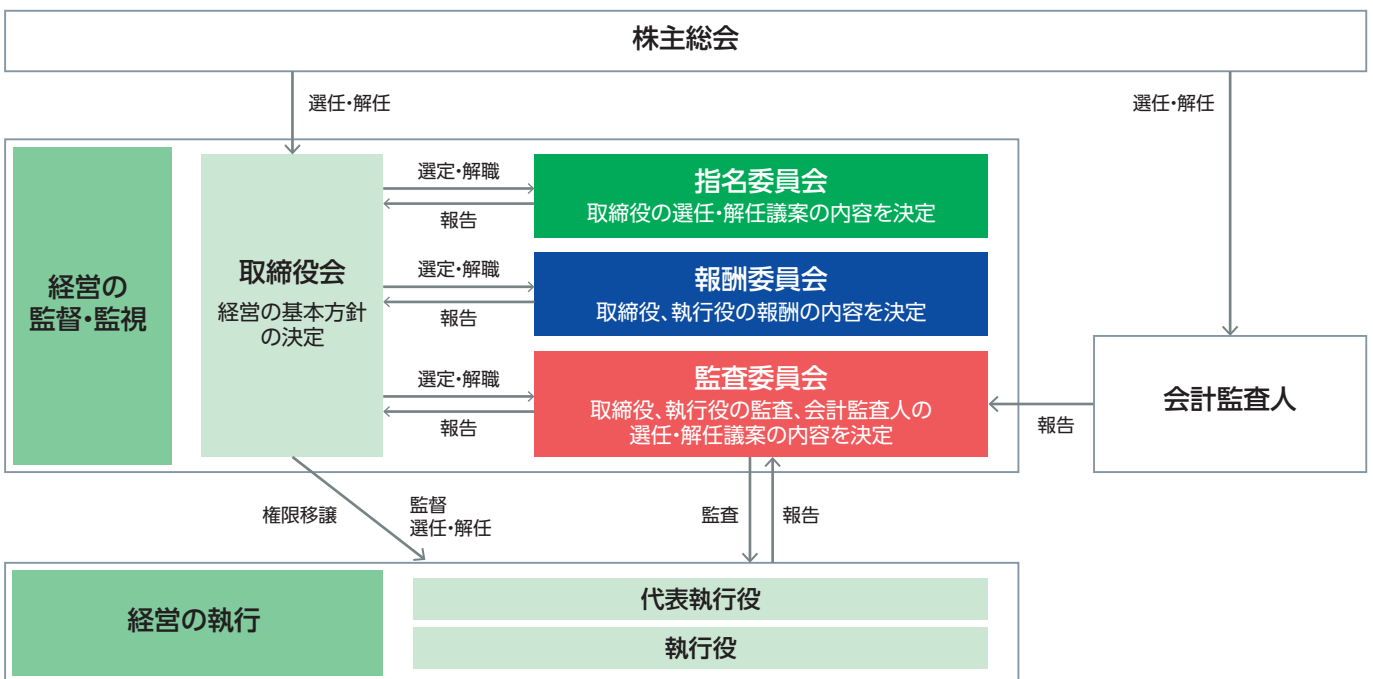 株主総会
選任・解任
選任・解任
経営の
監督・監視
取締役会
経営の基本方針
の決定
選定・解職
報告
指名委員会
取締役の選任・解任議案の内容を決定
選定・解職
報告
報酬委員会
取締役、執行役の報酬の内容を決定
選定・解職
報告
監査委員会
取締役、執行役の監査、会計監査人の
選任・解任議案の内容を決定
報告
会計監査人
権限移譲
監督
選任・解任
監査
報告
経営の執行
代表執行役
執行役